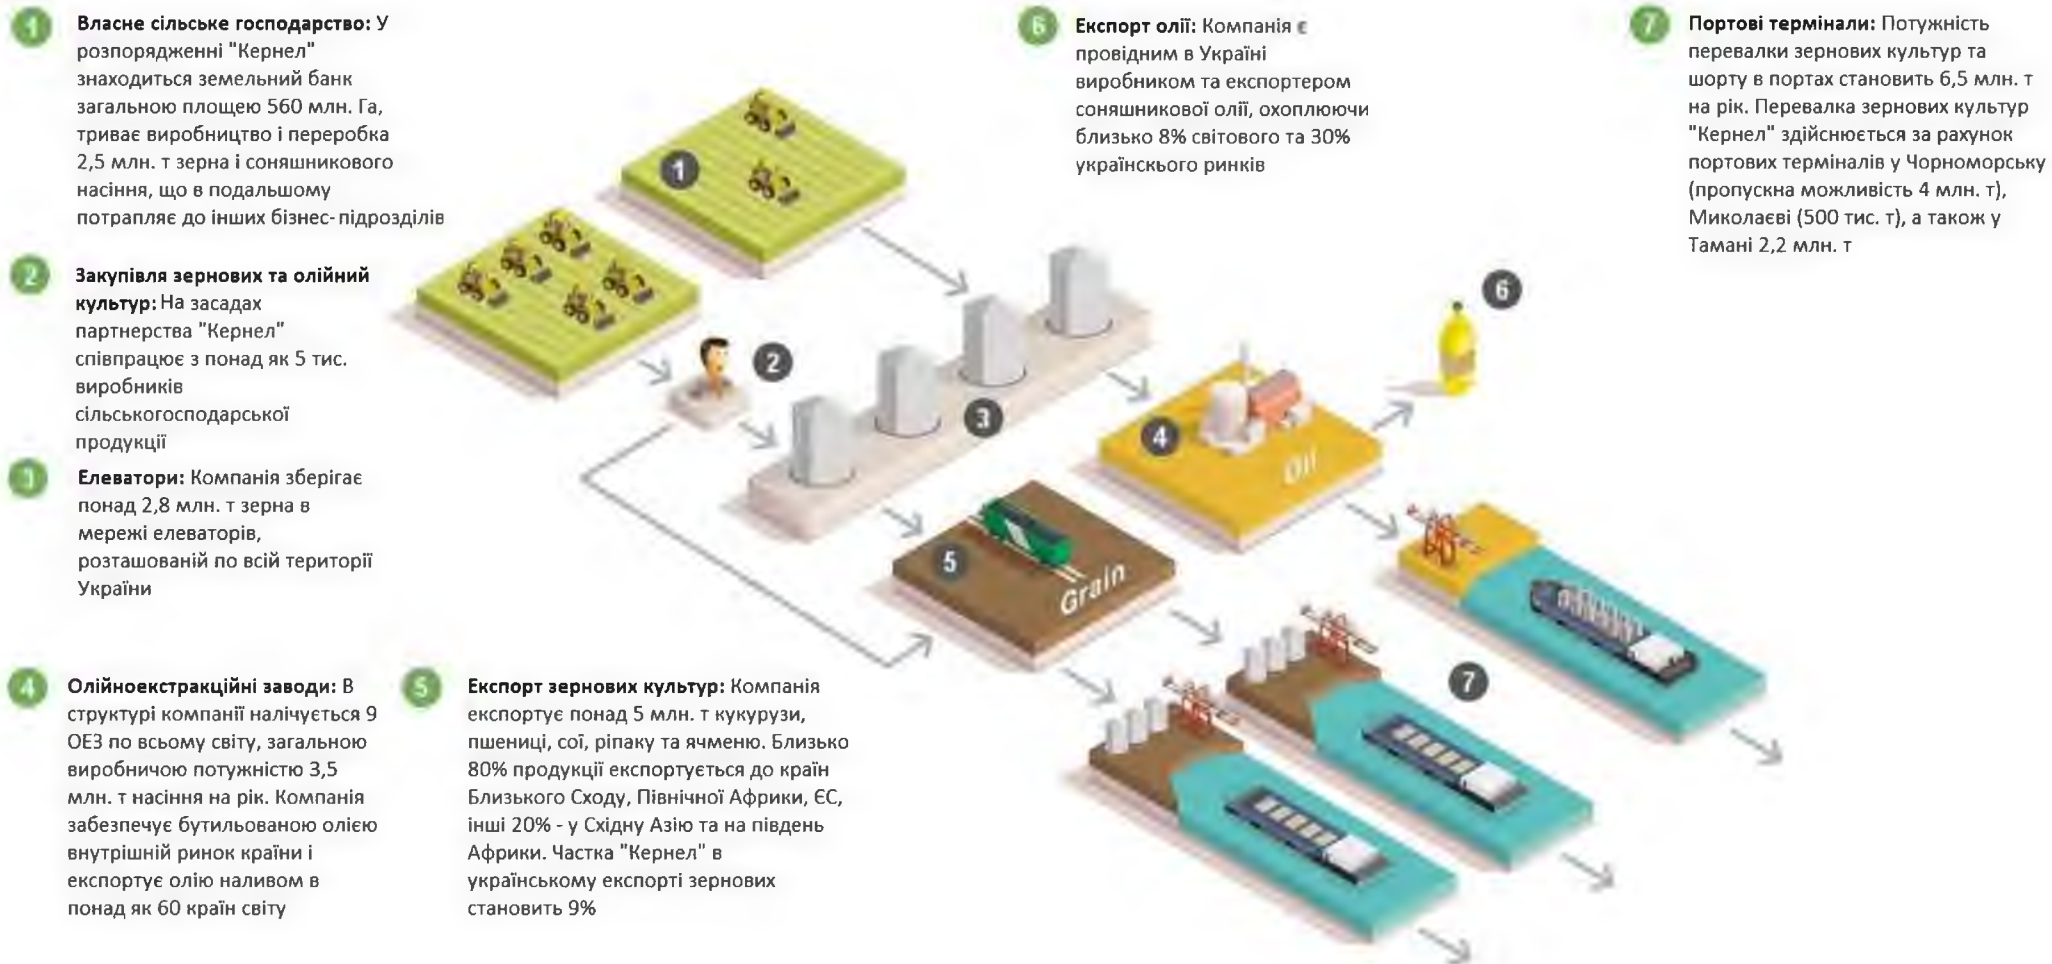 1 Власне сільське господарство: У
розпорядженні "Кернел"
знаходиться земельний банк
загальною площею 560 млн. Га,
триває виробництво і переробка
2,5 млн. т зерна і соняшникового
насіння, що в подальшому
потрапляє до інших бізнес-підрозділів
2 Закупівля зернових та олійний
культур: На засадах
партнерства "Кернел"
співпрацює з понад як 5 тис.
виробників
сільськогосподарської
продукції
3 Елеватори: Компанія зберігає
понад 2,8 млн. т зерна в
мережі елеваторів,
розташованій по всій території
України
4 Олійноекстракційні заводи: В
структурі компанії налічується 9
ОЕЗ по всьому світу, загальною
виробничою потужністю 3,5
млн. т насіння на рік. Компанія
забезпечує бутильованою олією
внутрішній ринок країни і
експортує олію наливом в
понад як 60 країн світу
5 Експорт зернових культур: Компанія
експортує понад 5 млн. т кукурузи,
пшениці, сої, ріпаку та ячменю. Близько
80% продукції експортується до країн
Близького Сходу, Північної Африки, ЄС,
інші 20% - у Східну Азію та на південь
Африки. Частка "Кернел" в
українському експорті зернових
становить 9%
6 Експорт олії: Компанія є
провідним в Україні
виробником та експортером
соняшникової олії, охоплюючи
близько 8% світового та 30%
українскього ринків
7 Портові термінали: Потужність
перевалки зернових культур та
шорту в портах становить 6,5 млн. т
на рік. Перевалка зернових культур
"Кернел" здійснюється за рахунок
портових терміналів у Чорноморську
(пропускна можливість 4 млн. т),
Миколаєві (500 тис. т), а також у
Тамані 2,2 млн. т
1
2
3
4
Oil
5
Grain
6
7